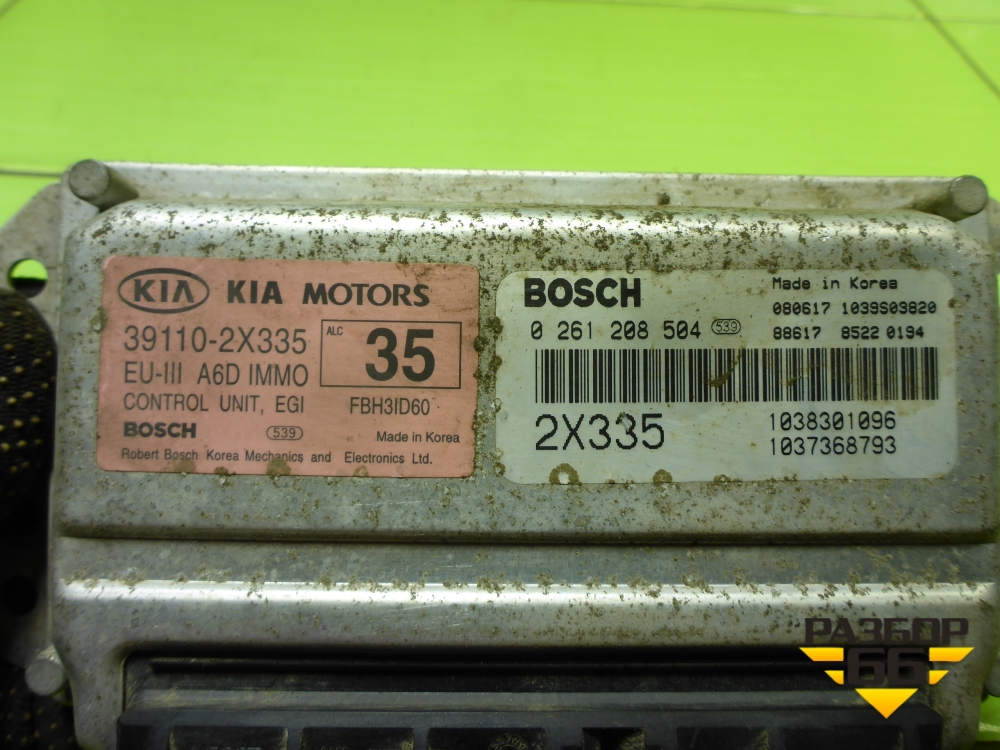 KIA KIA MOTORS
39110-2X335
ALC
35
EU-III A6D IMMO
CONTROL UNIT, EGI FBH3ID60
BOSCH 539 Made in Korea
Robert Bosch Korea Mechanics and Electronics Ltd.
BOSCH
Made in Korea
080617 1039S03820
0 261 208 504 539
88617 8522 0194
2X335
1038301096
1037368793
РАЗБОР
66